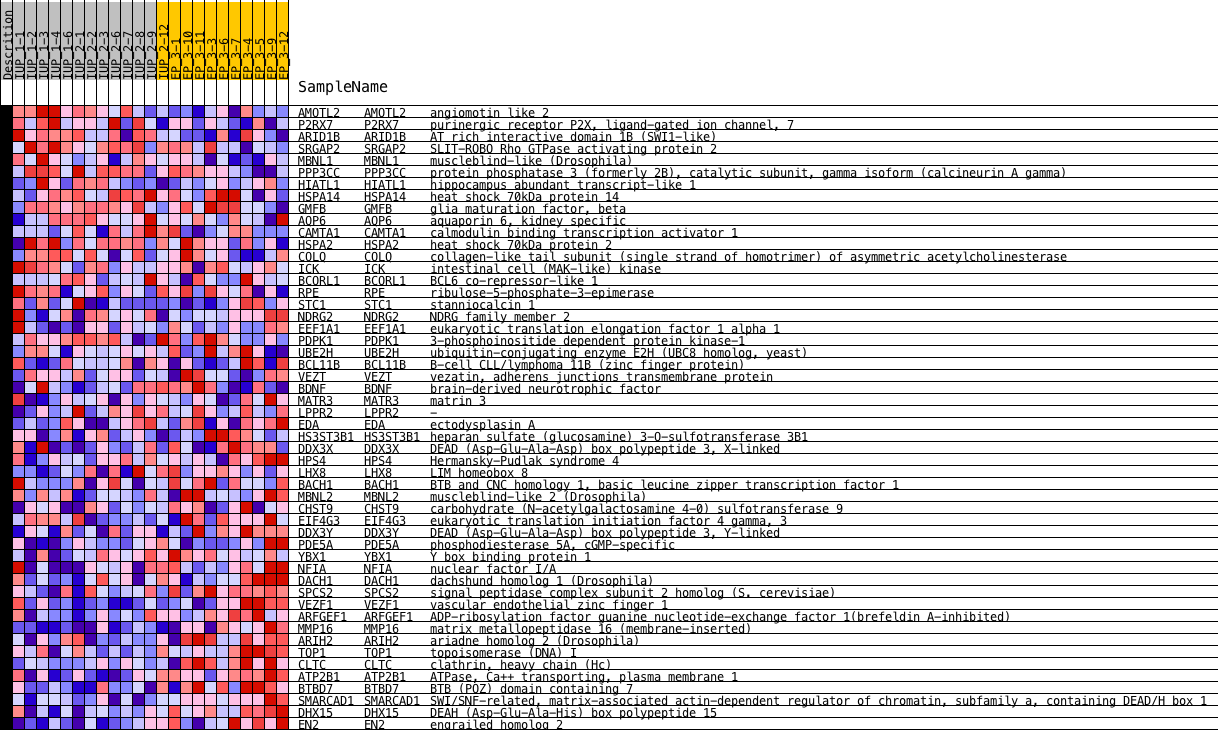 Descrition
IUP_1-1
IUP_1-2
IUP_1-3
IUP_1-4
IUP_1-6
IUP_2-1
IUP_2-2
IUP_2-3
IUP_2-6
IUP_2-7
IUP_2-8
IUP_2-9
IUP_2-12
EP_3-1
EP_3-10
EP_3-11
EP_3-3
EP_3-6
EP_3-7
EP_3-4
EP_3-5
EP_3-9
EP_3-12
SampleName
AMOTL2 AMOTL2 angiomotin like 2
P2RX7 P2RX7 purinergic receptor P2X, ligand-gated ion channel, 7
ARID1B ARID1B AT rich interactive domain 1B (SWI1-like)
SRGAP2 SRGAP2 SLIT-ROBO Rho GTPase activating protein 2
MBNL1 MBNL1 muscleblind-like (Drosophila)
PPP3CC PPP3CC protein phosphatase 3 (formerly 2B), catalytic subunit, gamma isoform (calcineurin A gamma)
HIATL1 HIATL1 hippocampus abundant transcript-like 1
HSPA14 HSPA14 heat shock 70kDa protein 14
GMFB GMFB glia maturation factor, beta
AQP6 AQP6 aquaporin 6, kidney specific
CAMTA1 CAMTA1 calmodulin binding transcription activator 1
HSPA2 HSPA2 heat shock 70kDa protein 2
COLQ COLQ collagen-like tail subunit (single strand of homotrimer) of asymmetric acetylcholinesterase
ICK ICK intestinal cell (MAK-like) kinase
BCORL1 BCORL1 BCL6 co-repressor-like 1
RPE RPE ribulose-5-phosphate-3-epimerase
STC1 STC1 stanniocalcin 1
NDRG2 NDRG2 NDRG family member 2
EEF1A1 EEF1A1 eukaryotic translation elongation factor 1 alpha 1
PDPK1 PDPK1 3-phosphoinositide dependent protein kinase-1
UBE2H UBE2H ubiquitin-conjugating enzyme E2H (UBC8 homolog, yeast)
BCL11B BCL11B B-cell CLL/lymphoma 11B (zinc finger protein)
VEZT VEZT vezatin, adherens junctions transmembrane protein
BDNF BDNF brain-derived neurotrophic factor
MATR3 MATR3 matrin 3
LPPR2 LPPR2 -
EDA EDA ectodysplasin A
HS3ST3B1 HS3ST3B1 heparan sulfate (glucosamine) 3-O-sulfotransferase 3B1
DDX3X DDX3X DEAD (Asp-Glu-Ala-Asp) box polypeptide 3, X-linked
HPS4 HPS4 Hermansky-Pudlak syndrome 4
LHX8 LHX8 LIM homeobox 8
BACH1 BACH1 BTB and CNC homology 1, basic leucine zipper transcription factor 1
MBNL2 MBNL2 muscleblind-like 2 (Drosophila)
CHST9 CHST9 carbohydrate (N-acetylgalactosamine 4-0) sulfotransferase 9
EIF4G3 EIF4G3 eukaryotic translation initiation factor 4 gamma, 3
DDX3Y DDX3Y DEAD (Asp-Glu-Ala-Asp) box polypeptide 3, Y-linked
PDE5A PDE5A phosphodiesterase 5A, cGMP-specific
YBX1 YBX1 Y box binding protein 1
NFIA NFIA nuclear factor I/A
DACH1 DACH1 dachshund homolog 1 (Drosophila)
SPCS2 SPCS2 signal peptidase complex subunit 2 homolog (S. cerevisiae)
VEZF1 VEZF1 vascular endothelial zinc finger 1
ARFGEF1 ARFGEF1 ADP-ribosylation factor guanine nucleotide-exchange factor 1(brefeldin A-inhibited)
MMP16 MMP16 matrix metallopeptidase 16 (membrane-inserted)
ARIH2 ARIH2 ariadne homolog 2 (Drosophila)
TOP1 TOP1 topoisomerase (DNA) I
CLTC CLTC clathrin, heavy chain (Hc)
ATP2B1 ATP2B1 ATPase, Ca++ transporting, plasma membrane 1
BTBD7 BTBD7 BTB (POZ) domain containing 7
SMARCAD1 SMARCAD1 SWI/SNF-related, matrix-associated actin-dependent regulator of chromatin, subfamily a, containing DEAD/H box 1
DHX15 DHX15 DEAH (Asp-Glu-Ala-His) box polypeptide 15
EN2 EN2 engrailed homolog 2